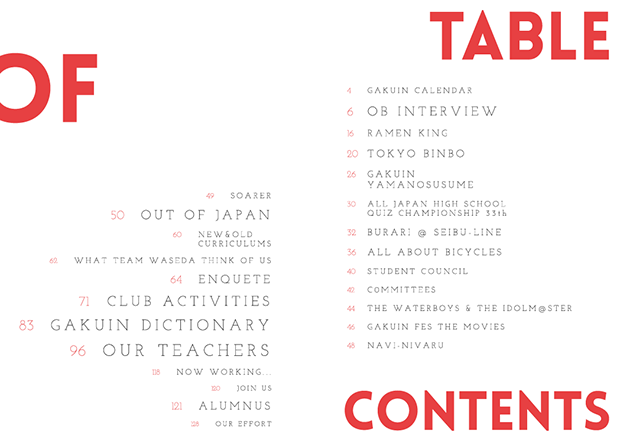 TABLE
OF
CONTENTS
4 GAKUIN CALENDAR
6 OB INTERVIEW
16 RAMEN KING
20 TOKYO BINBO
26 GAKUIN
YAMANOSUSUME
30 ALL JAPAN HIGH SCHOOL
QUIZ CHAMPIONSHIP 33th
32 BURARI @ SEIBU-LINE
36 ALL ABOUT BICYCLES
40 STUDENT COUNCIL
42 COMMITTEES
44 THE WATERBOYS & THE IDOLM@STER
46 GAKUIN FES THE MOVIES
48 NAVI-NIVARU
49 SOARER
50 OUT OF JAPAN
60 NEW&OLD
CURRICULUMS
62 WHAT TEAM WASEDA THINK OF US
64 ENQUETE
71 CLUB ACTIVITIES
83 GAKUIN DICTIONARY
96 OUR TEACHERS
118 NOW WORKING...
120 JOIN US
121 ALUMNUS
128 OUR EFFORT